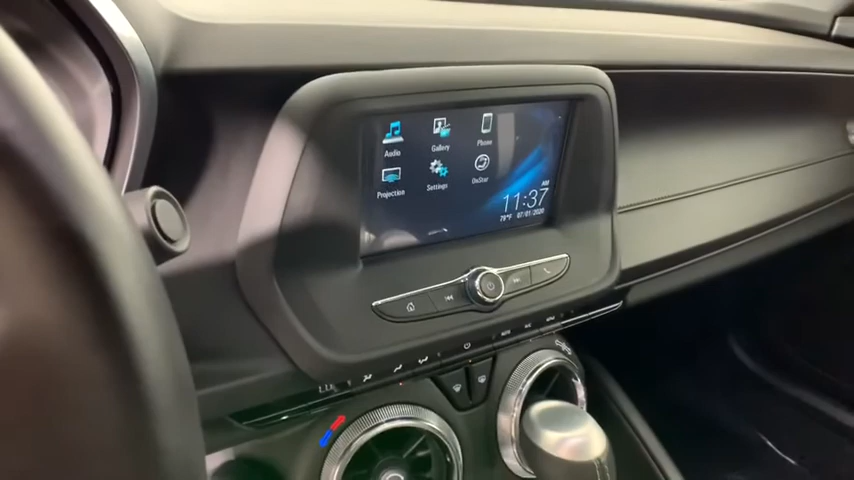 Audio
Gallery
Phone
Projection
Settings
OnStar
11:37 AM
79°F 07/01/2020